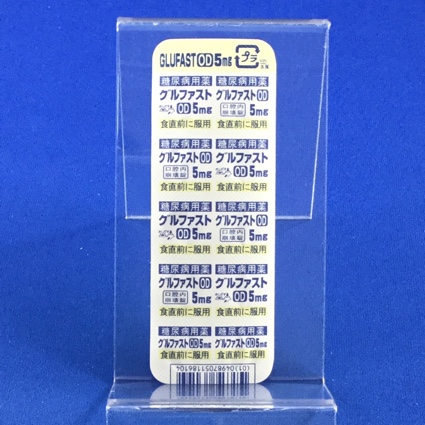 GLUFAST OD 5mg プラ
糖尿病用薬 糖尿病用薬
グルファスト グルファスト OD
OD 5mg 口腔内崩壊錠 5mg
食直前に服用 食直前に服用
糖尿病用薬 糖尿病用薬
グルファスト OD グルファスト
口腔内崩壊錠 5mg OD 5mg
食直前に服用 食直前に服用
糖尿病用薬 糖尿病用薬
グルファスト グルファスト OD
OD 5mg 口腔内崩壊錠 5mg
食直前に服用 食直前に服用
糖尿病用薬 糖尿病用薬
グルファスト OD グルファスト
口腔内崩壊錠 5mg OD 5mg
食直前に服用 食直前に服用
糖尿病用薬 糖尿病用薬
グルファスト OD 5mg グルファスト OD 5mg
食直前に服用 食直前に服用
(01)04987051186104